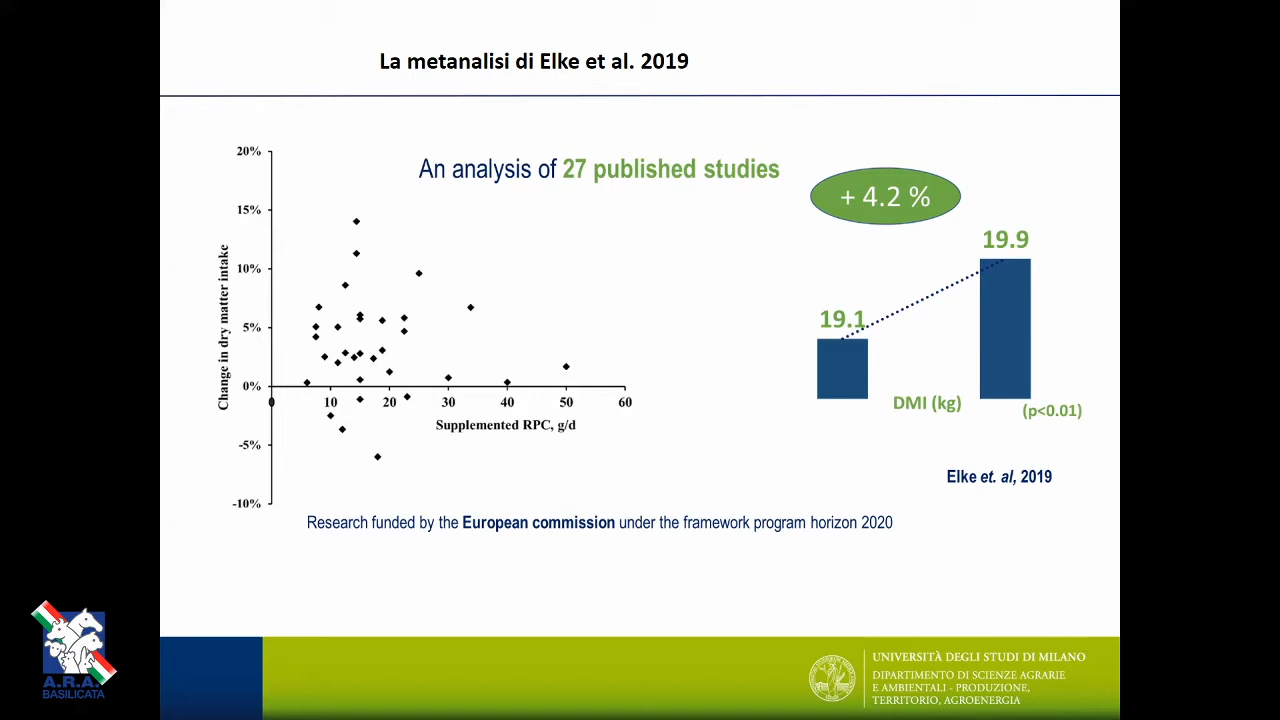 La metanalisi di Elke et al. 2019
An analysis of 27 published studies
20%
15%
10%
5%
0%
-5%
-10%
Change in dry matter intake
0 10 20 30 40 50 60
Supplemented RPC, g/d
+ 4.2 %
19.9
19.1
DMI (kg)
(p<0.01)
Elke et. al, 2019
Research funded by the European commission under the framework program horizon 2020
A.R.A.
BASILICATA
UNIVERSITÀ DEGLI STUDI DI MILANO
DIPARTIMENTO DI SCIENZE AGRARIE
E AMBIENTALI - PRODUZIONE,
TERRITORIO, AGROENERGIA